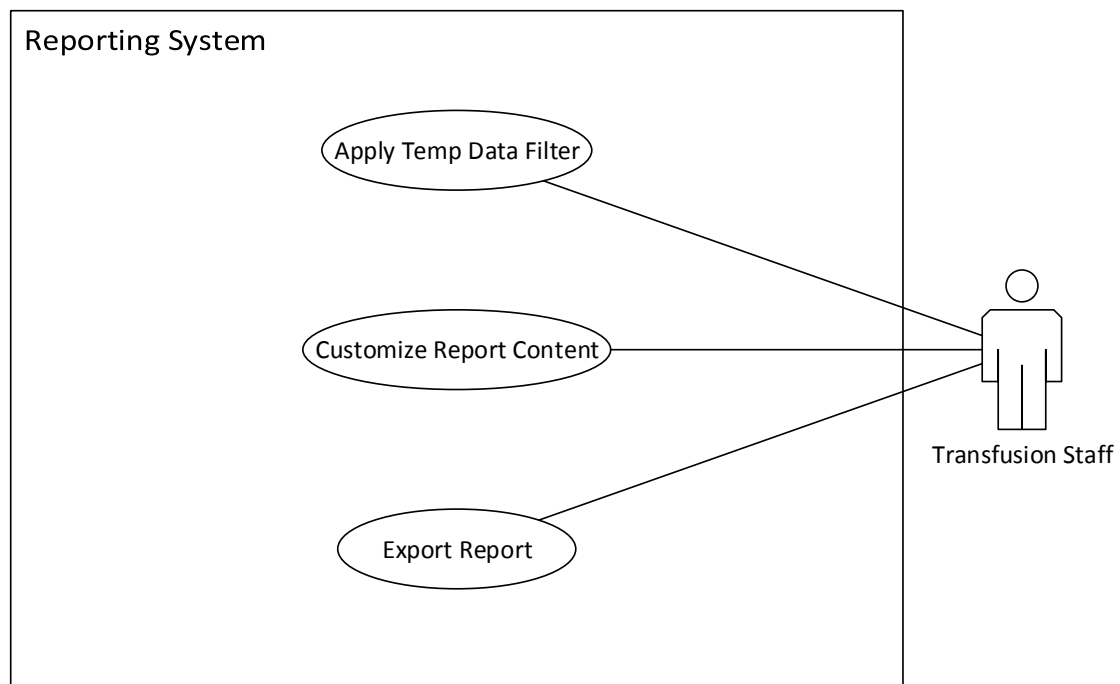 Reporting System
Apply Temp Data Filter
Customize Report Content
Transfusion Staff
Export Report